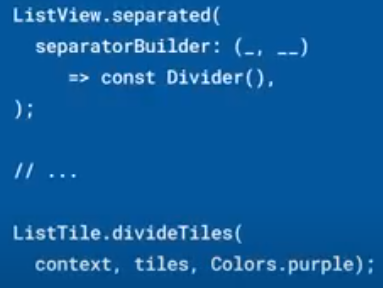 ListView.separated(
separatorBuilder: (_, __)
=> const Divider(),
);
// ...
ListTile.divideTiles(
context, tiles, Colors.purple);